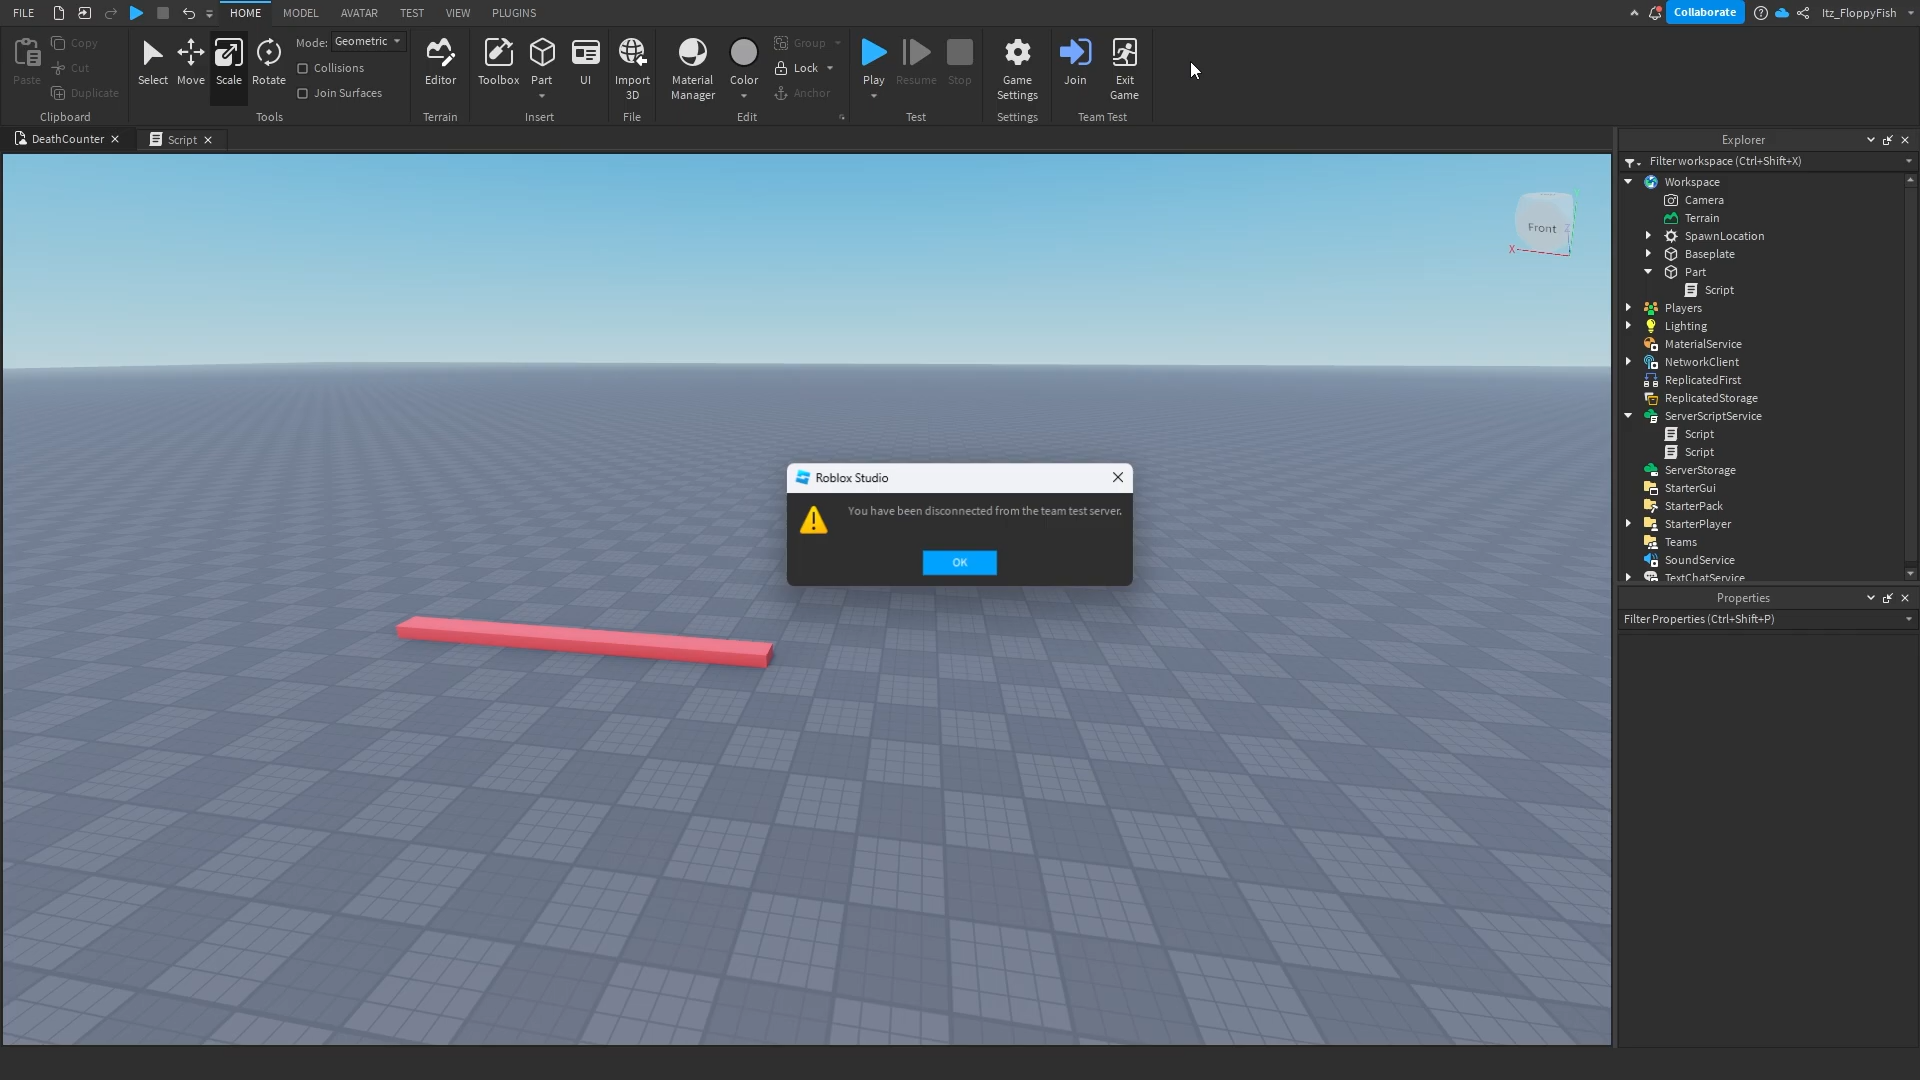 FILE HOME MODEL AVATAR TEST VIEW PLUGINS Collaborate Itz_FloppyFish
Paste
Copy
Cut
Duplicate
Clipboard
Select Move Scale Rotate
Mode: Geometric
Collisions
Join Surfaces
Tools
Editor
Terrain
Toolbox Part UI
Insert
Import
3D
File
Material
Manager
Color
Group
Lock
Anchor
Edit
Play Resume Stop
Test
Game
Settings
Settings
Join
Exit
Game
Team Test
DeathCounter
Script
Front
X
Z
Roblox Studio
You have been disconnected from the team test server.
OK
Explorer
Filter workspace (Ctrl+Shift+X)
Workspace
Camera
Terrain
SpawnLocation
Baseplate
Part
Script
Players
Lighting
MaterialService
NetworkClient
ReplicatedFirst
ReplicatedStorage
ServerScriptService
Script
Script
ServerStorage
StarterGui
StarterPack
StarterPlayer
Teams
SoundService
TextChatService
Properties
Filter Properties (Ctrl+Shift+P)